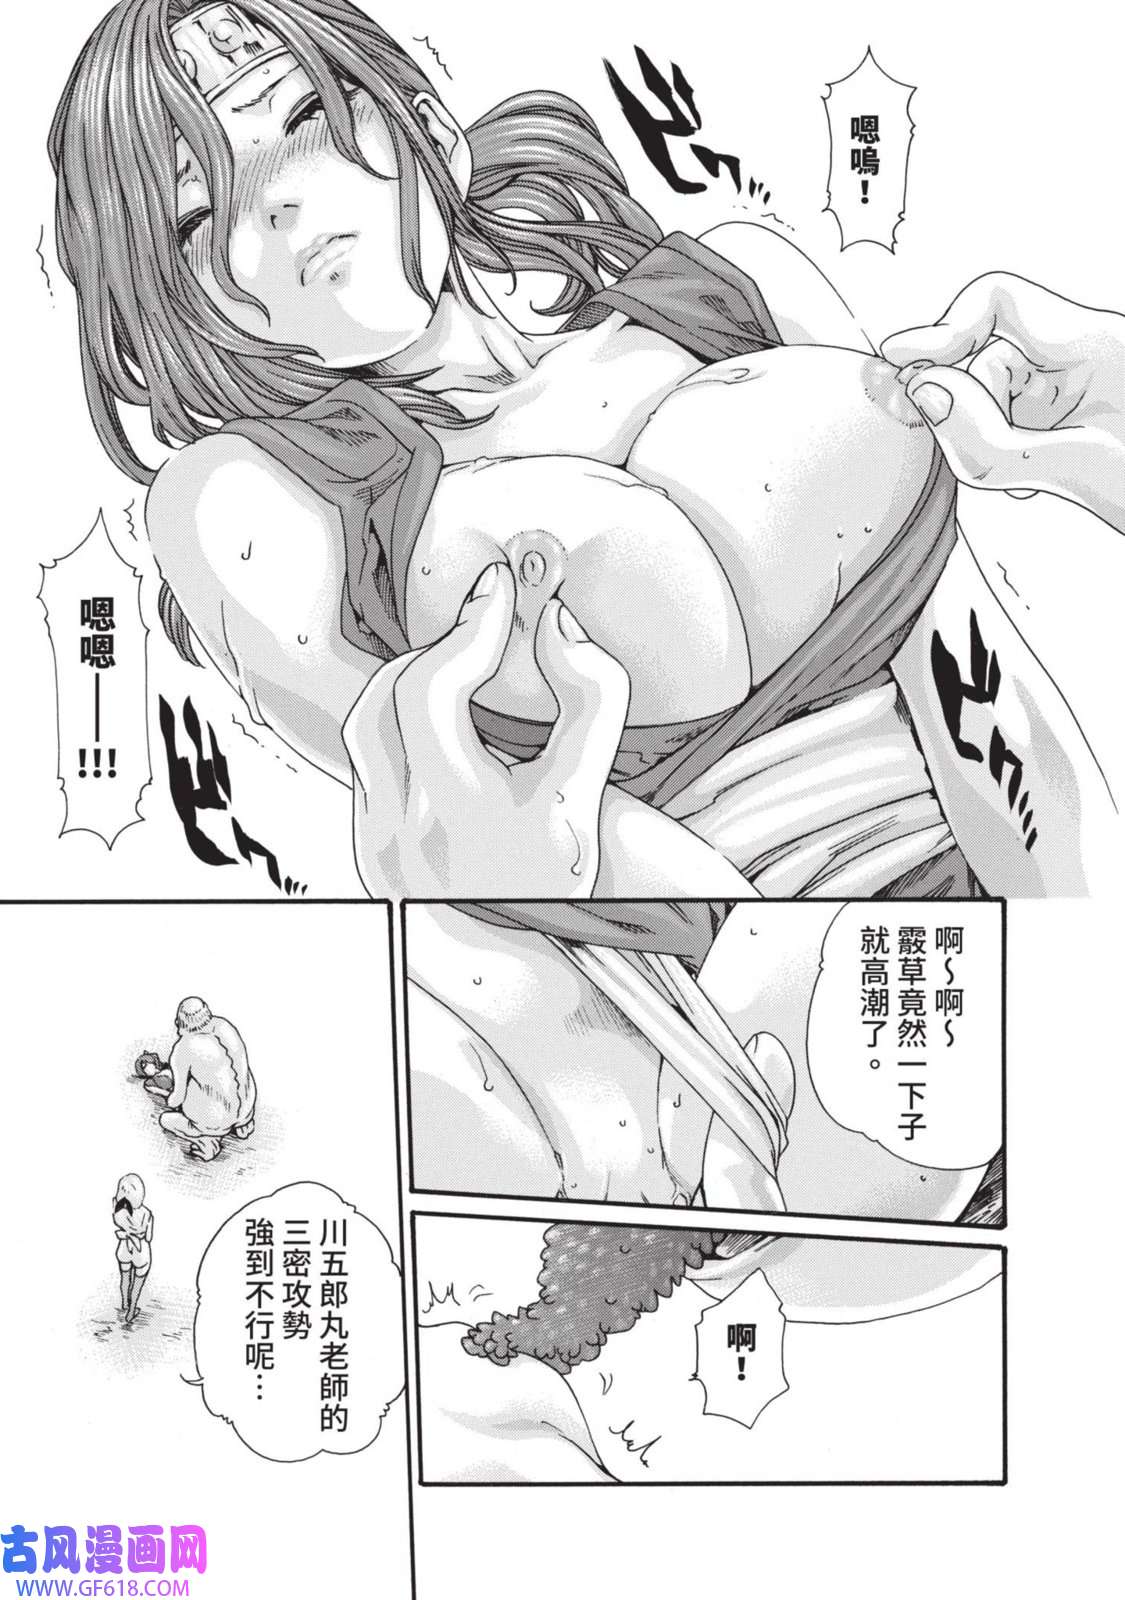 嗯嗚！
嗯嗯——!!!
啊～啊～
霞草竟然一下子
就高潮了。
啊！
川五郎丸老師的
三密攻勢
強到不行呢…
古风漫画网
WWW.GF618.COM